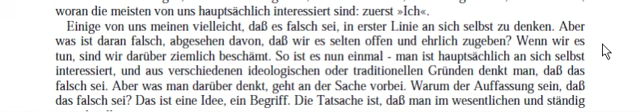 woran die meisten von uns hauptsächlich interessiert sind: zuerst »Ich«.
Einige von uns meinen vielleicht, daß es falsch sei, in erster Linie an sich selbst zu denken. Aber
was ist daran falsch, abgesehen davon, daß wir es selten offen und ehrlich zugeben? Wenn wir es
tun, sind wir darüber ziemlich beschämt. So ist es nun einmal - man ist hauptsächlich an sich selbst
interessiert, und aus verschiedenen ideologischen oder traditionellen Gründen denkt man, daß das
falsch sei. Aber was man darüber denkt, geht an der Sache vorbei. Warum der Auffassung sein, daß
das falsch sei? Das ist eine Idee, ein Begriff. Die Tatsache ist, daß man im wesentlichen und ständig